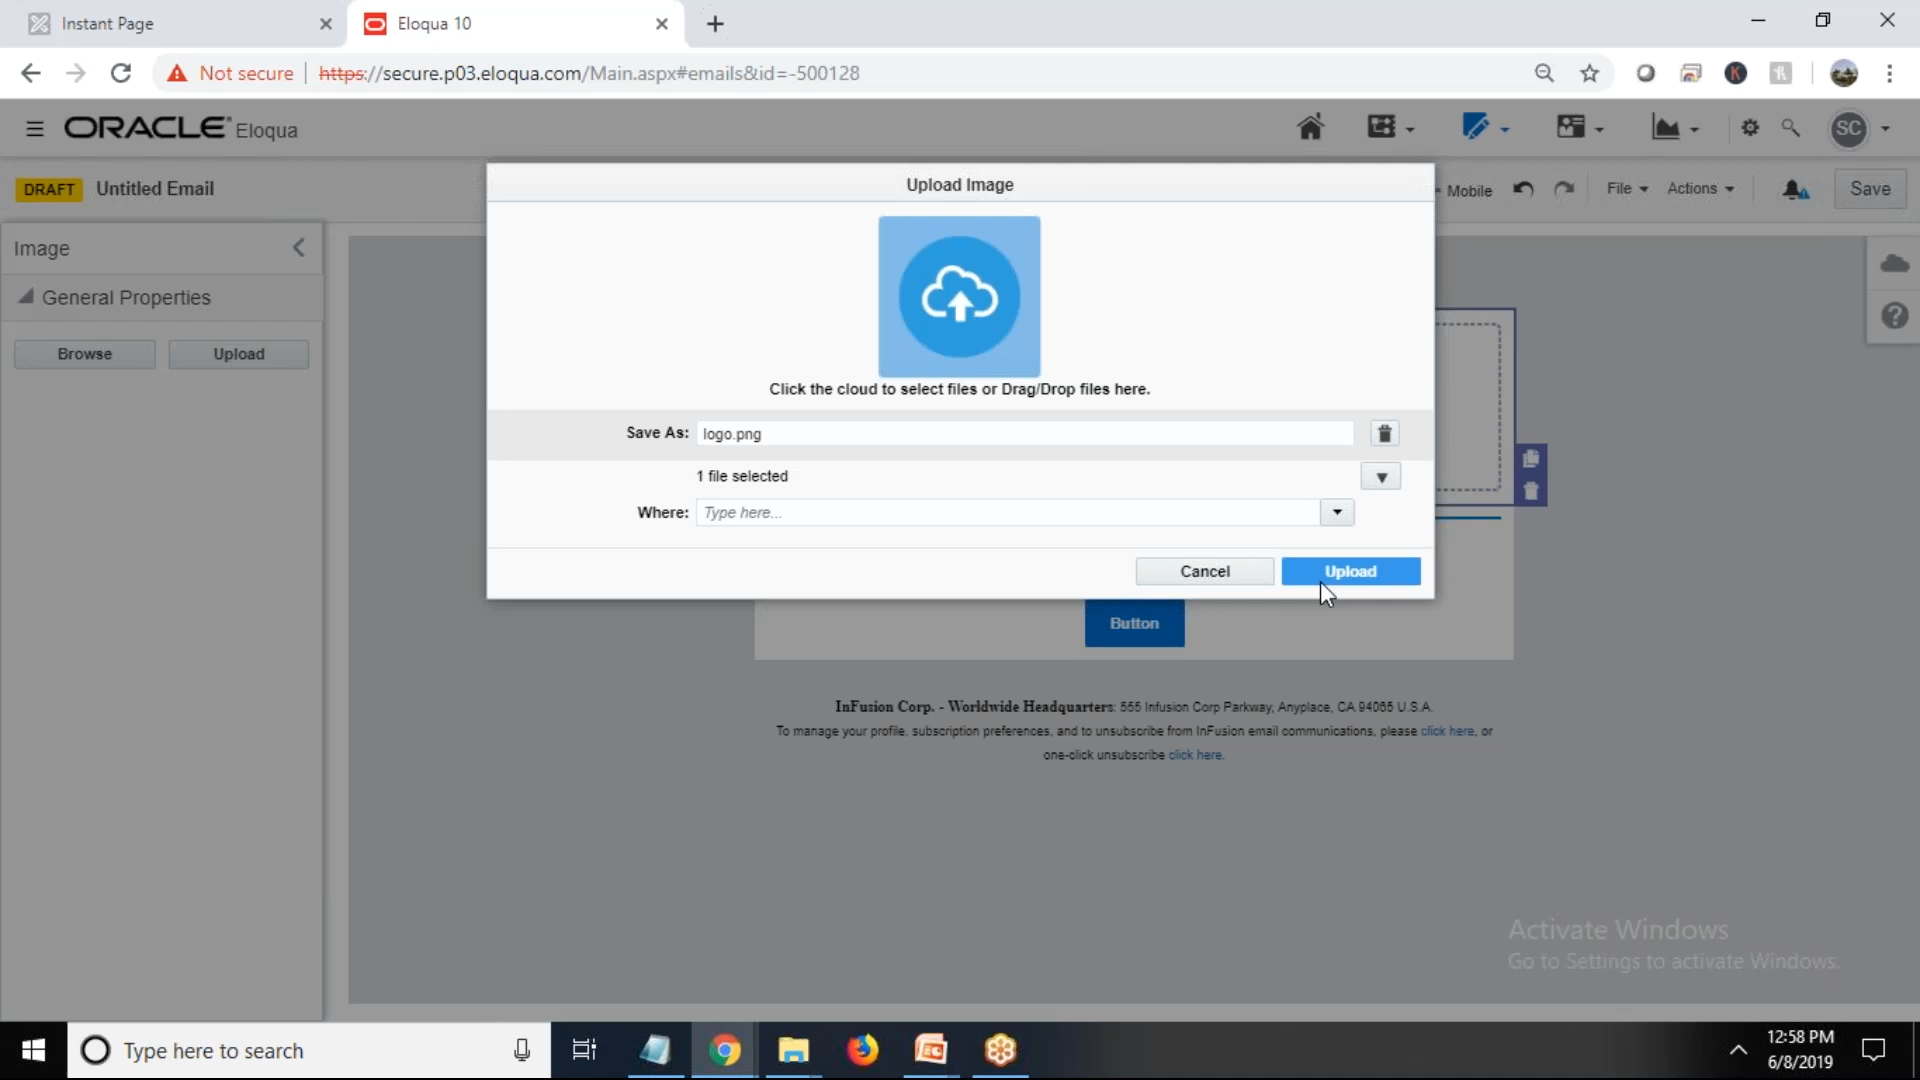 Instant Page
Eloqua 10
Not secure https://secure.p03.eloqua.com/Main.aspx#emails&id=-500128
K
ORACLE Eloqua
SC
DRAFT Untitled Email
Upload Image
Mobile File Actions Save
Image
General Properties
Browse Upload
Click the cloud to select files or Drag/Drop files here.
Save As: logo.png
1 file selected
Where: Type here...
Cancel Upload
Button
InFusion Corp. - Worldwide Headquarters: 555 Infusion Corp Parkway, Anyplace, CA 94065 U.S.A.
To manage your profile, subscription preferences, and to unsubscribe from InFusion email communications, please click here, or
one-click unsubscribe click here.
Activate Windows
Go to Settings to activate Windows.
Type here to search
12:58 PM
6/8/2019